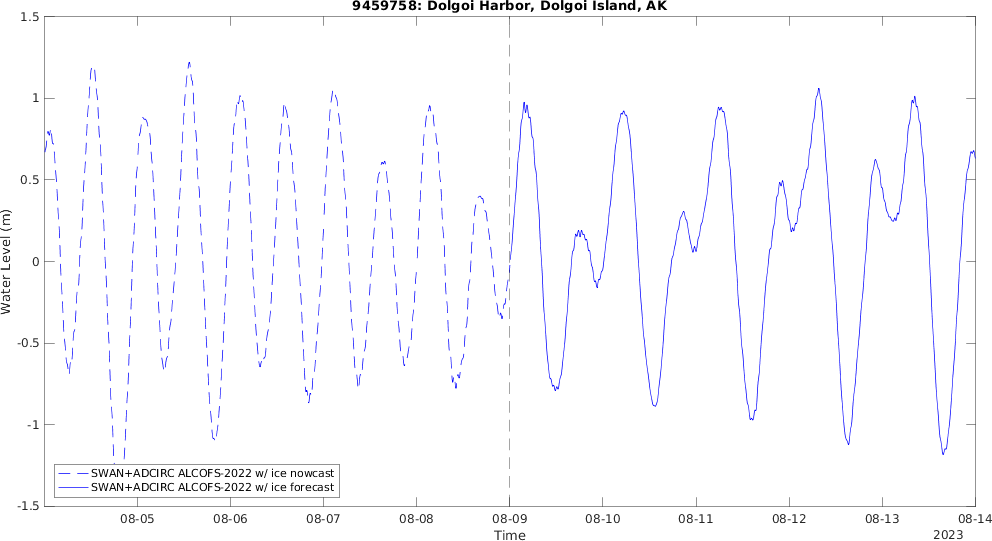 9459758: Dolgoi Harbor, Dolgoi Island, AK
1.5
1
0.5
0
-0.5
-1
-1.5
Water Level (m)
SWAN+ADCIRC ALCOFS-2022 w/ ice nowcast
SWAN+ADCIRC ALCOFS-2022 w/ ice forecast
08-05 08-06 08-07 08-08 08-09 08-10 08-11 08-12 08-13 08-14
Time
2023